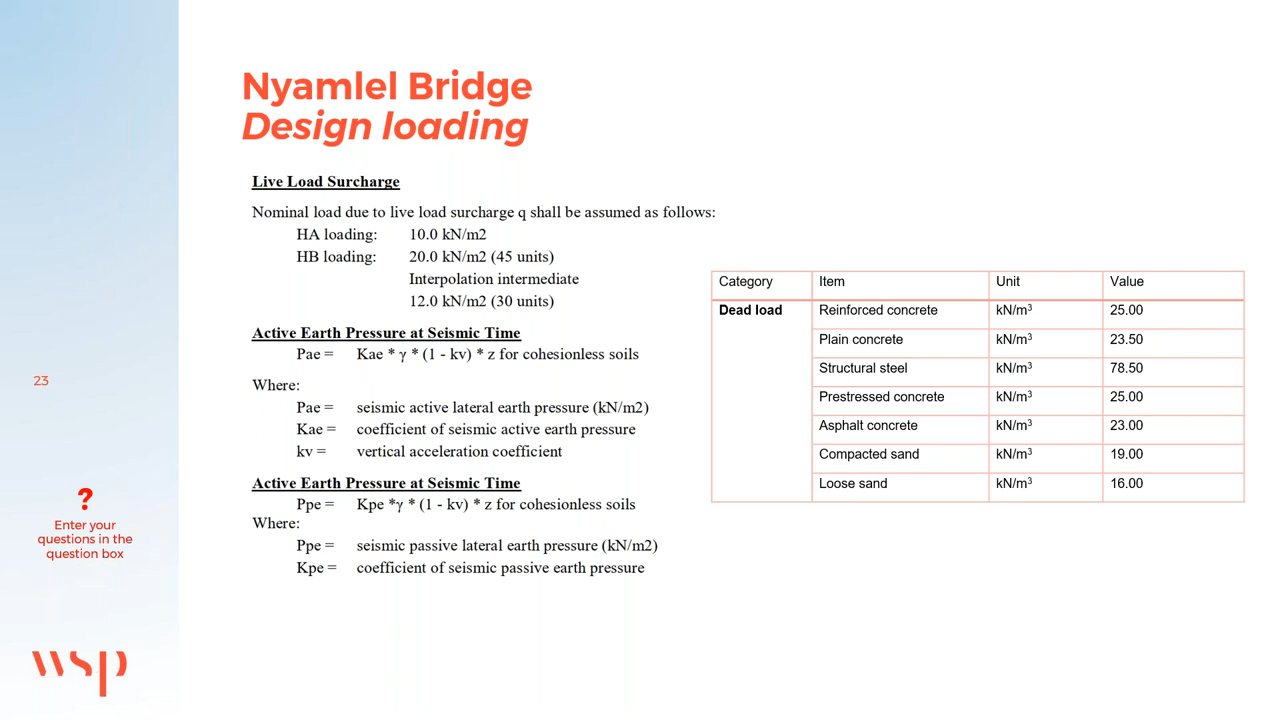 Nyamlel Bridge
Design loading
Live Load Surcharge
Nominal load due to live load surcharge q shall be assumed as follows:
HA loading: 10.0 kN/m2
HB loading: 20.0 kN/m2 (45 units)
Interpolation intermediate
12.0 kN/m2 (30 units)
Active Earth Pressure at Seismic Time
Pae = Kae * γ * (1 - kv) * z for cohesionless soils
Where:
Pae = seismic active lateral earth pressure (kN/m2)
Kae = coefficient of seismic active earth pressure
kv = vertical acceleration coefficient
Active Earth Pressure at Seismic Time
Ppe = Kpe *γ * (1 - kv) * z for cohesionless soils
Where:
Ppe = seismic passive lateral earth pressure (kN/m2)
Kpe = coefficient of seismic passive earth pressure
Category Item Unit Value
Dead load Reinforced concrete kN/m³ 25.00
Plain concrete kN/m³ 23.50
Structural steel kN/m³ 78.50
Prestressed concrete kN/m³ 25.00
Asphalt concrete kN/m³ 23.00
Compacted sand kN/m³ 19.00
Loose sand kN/m³ 16.00
23
?
Enter your
questions in the
question box
wsp